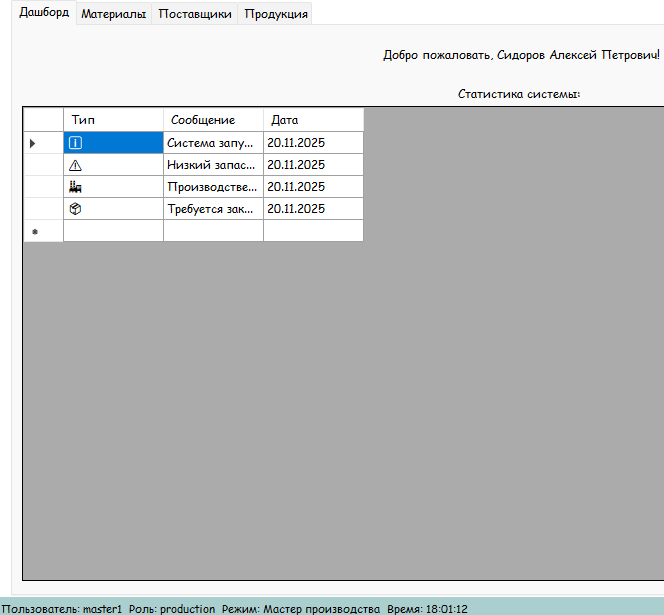 Дашборд Материалы Поставщики Продукция
Добро пожаловать, Сидоров Алексей Петрович!
Статистика системы:
Тип Сообщение Дата
Система запу... 20.11.2025
Низкий запас... 20.11.2025
Производстве... 20.11.2025
Требуется зак... 20.11.2025
Пользователь: master1 Роль: production Режим: Мастер производства Время: 18:01:12